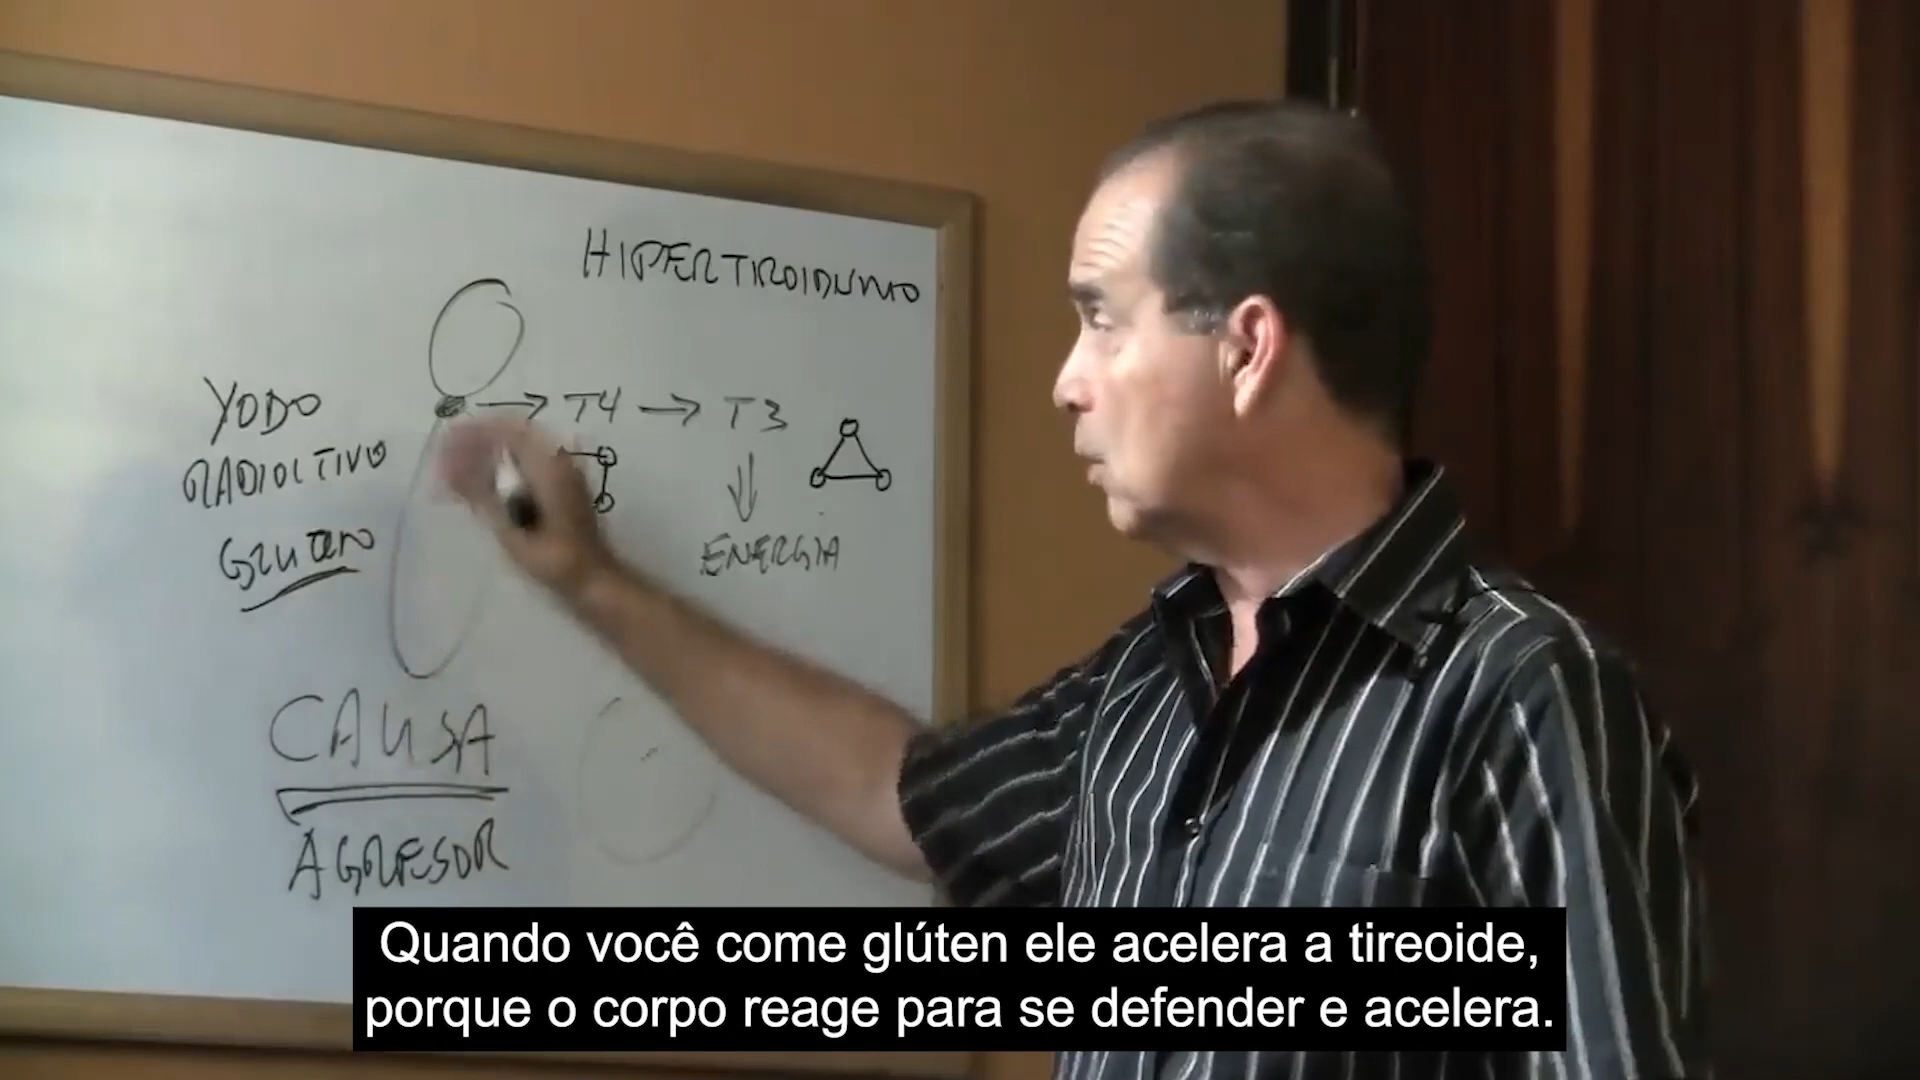 HIPERTIROIDISMO
YODO
RADIOCTIVO
GLUTEN
T4 → T3
ENERGIA
CAUSA
AGRESOR
Quando você come glúten ele acelera a tireoide,
porque o corpo reage para se defender e acelera.